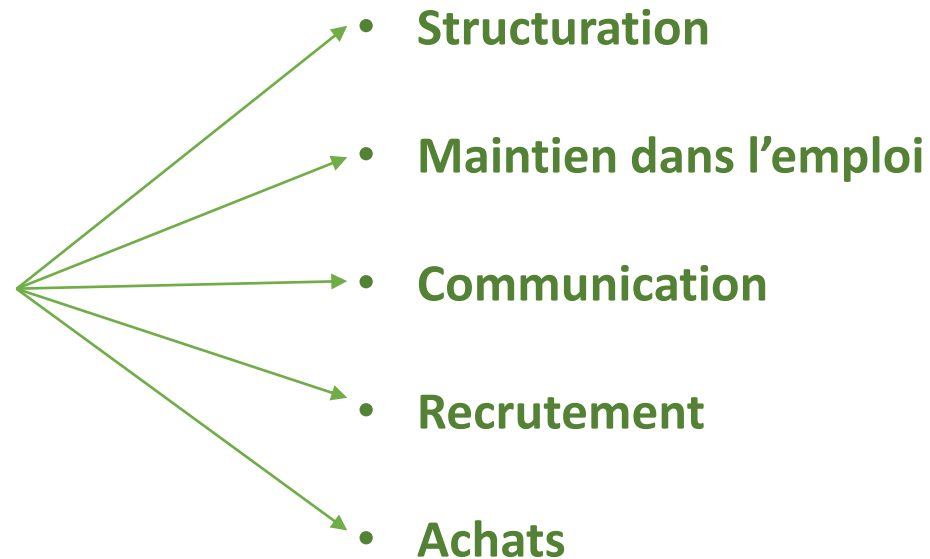 • Structuration
• Maintien dans l’emploi
• Communication
• Recrutement
• Achats